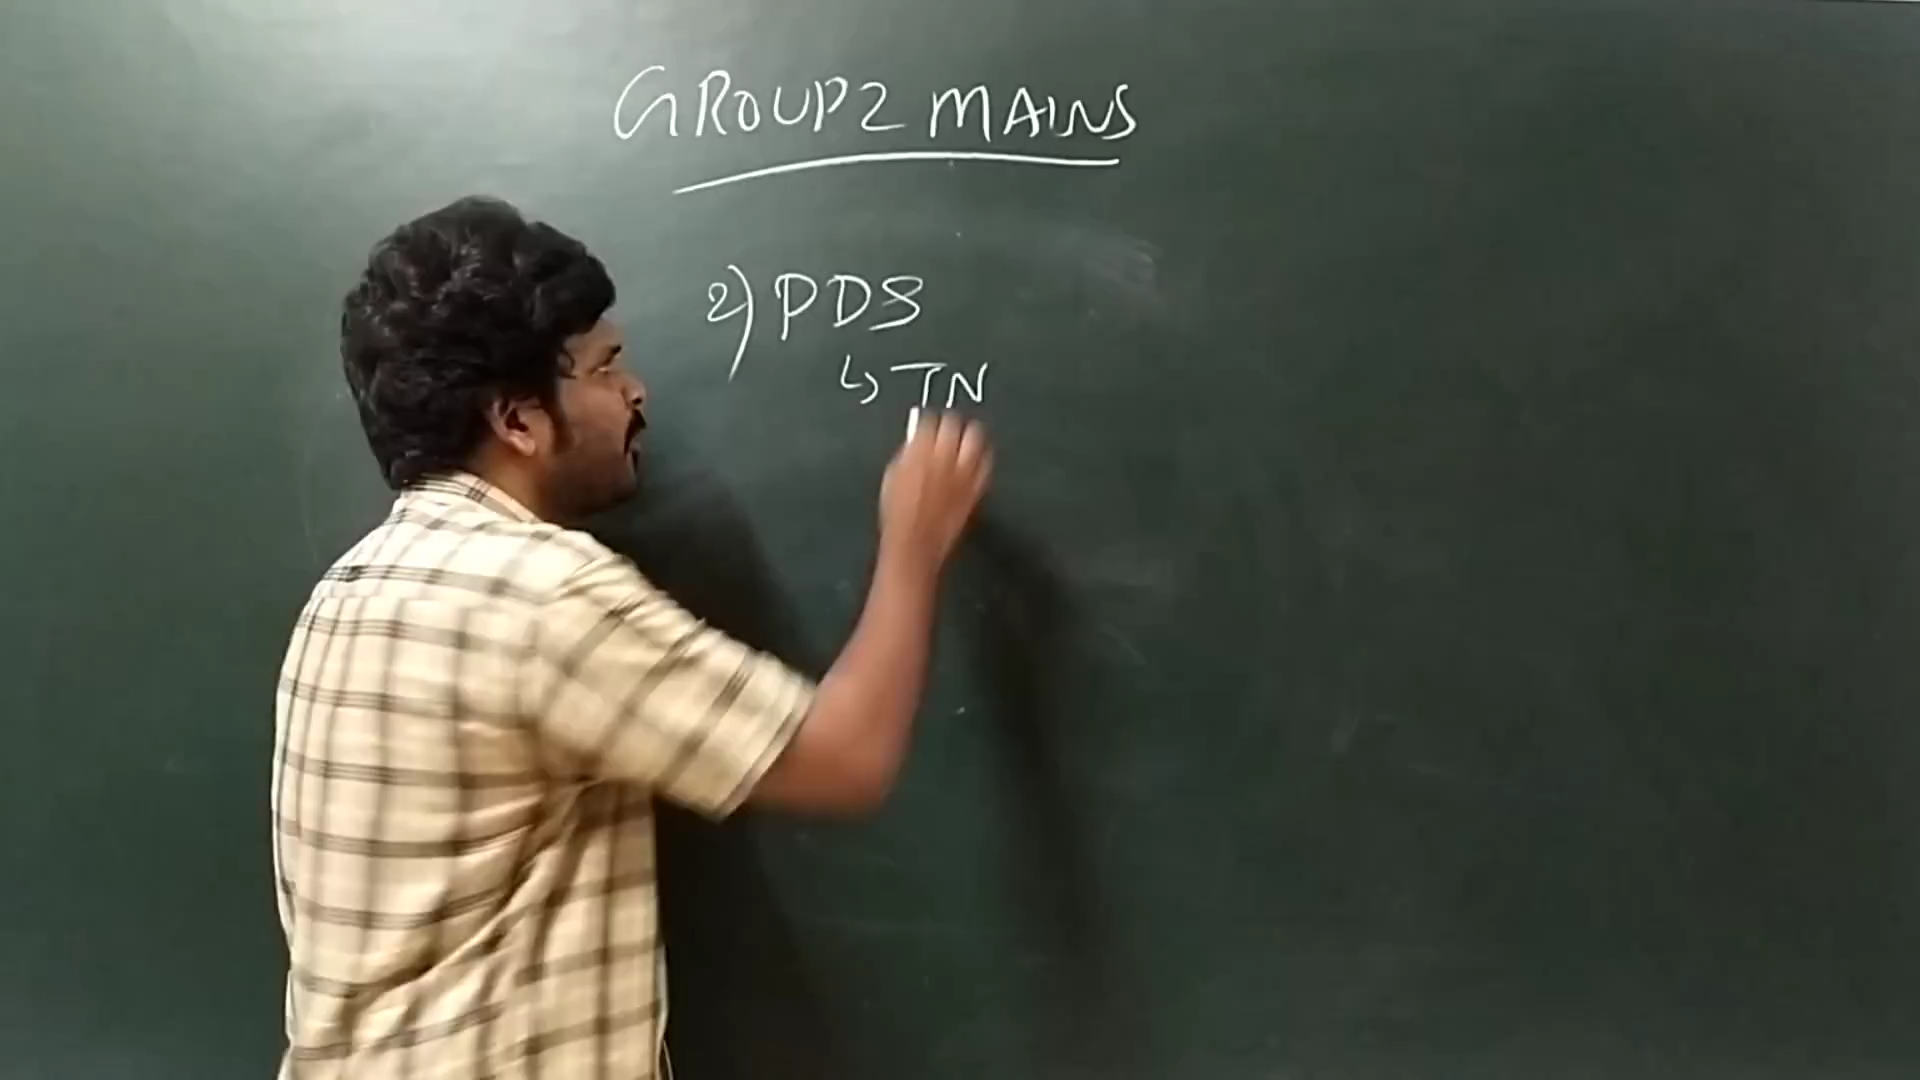 GROUP2 MAINS
2) PDS
↳ TN